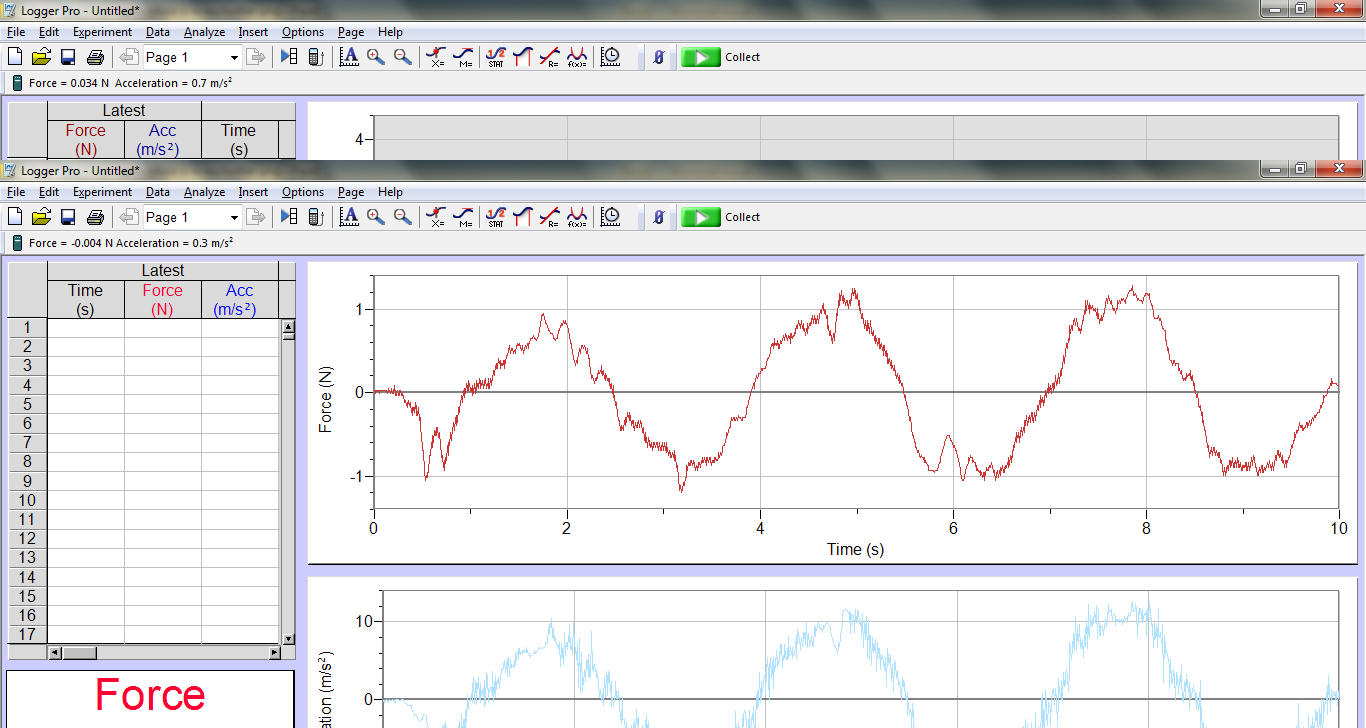 Logger Pro - Untitled*
File Edit Experiment Data Analyze Insert Options Page Help
Page 1 X= M= STAT R= f(x)= Collect
Force = 0.034 N Acceleration = 0.7 m/s²
Latest
Force Acc Time
(N) (m/s²) (s)
4
Logger Pro - Untitled*
File Edit Experiment Data Analyze Insert Options Page Help
Page 1 X= M= STAT R= f(x)= Collect
Force = -0.004 N Acceleration = 0.3 m/s²
Latest
Time Force Acc
(s) (N) (m/s²)
1
2
3
4
5
6
7
8
9
10
11
12
13
14
15
16
17
Force
Force (N)
1
0
-1
0 2 4 6 8 10
Time (s)
ation (m/s²)
10
0